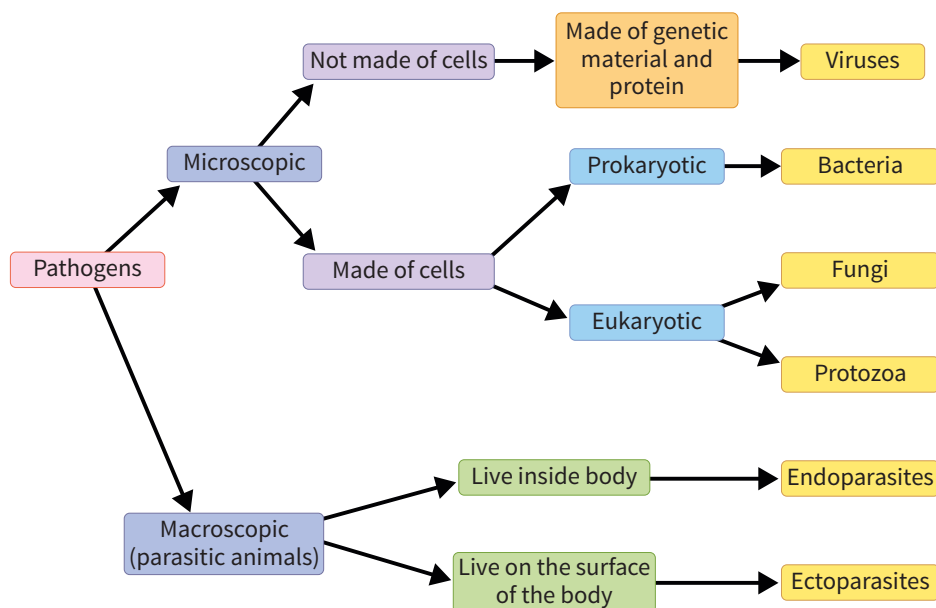 Not made of cells
Made of genetic
material and
protein
Viruses
Microscopic
Prokaryotic
Bacteria
Pathogens
Made of cells
Fungi
Eukaryotic
Protozoa
Live inside body
Endoparasites
Macroscopic
(parasitic animals)
Live on the surface
of the body
Ectoparasites